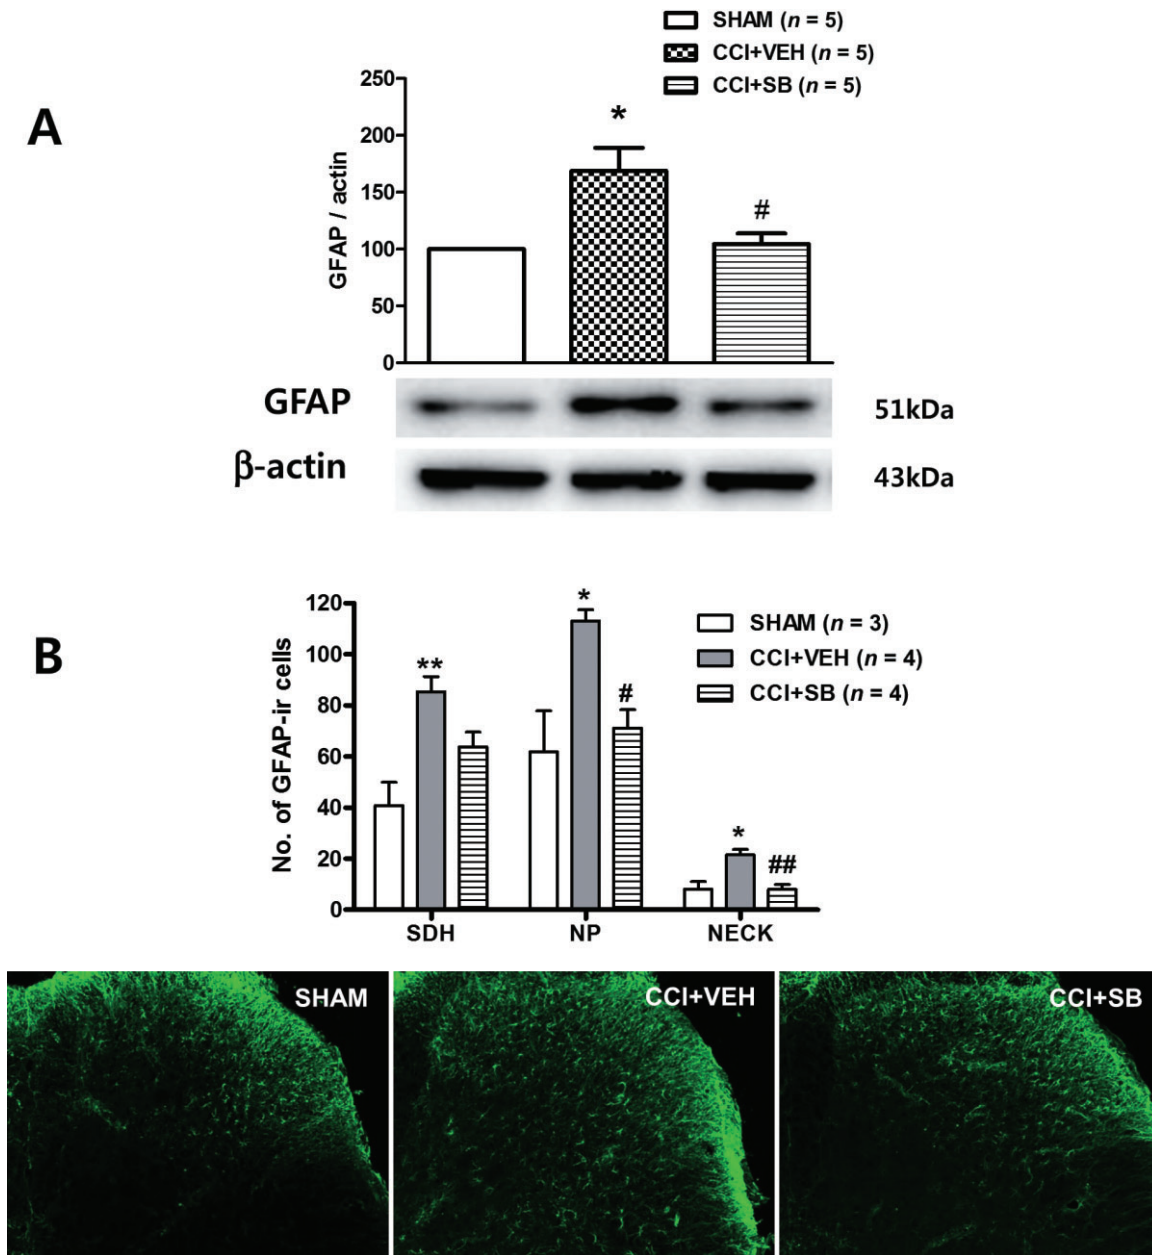 SHAM (n = 5)
CCI+VEH (n = 5)
CCI+SB (n = 5)
A
250
200
150
100
50
0
GFAP / actin
*
#
GFAP
51kDa
β-actin
43kDa
B
120
100
80
60
40
20
0
No. of GFAP-ir cells
**
*
#
*
##
SHAM (n = 3)
CCI+VEH (n = 4)
CCI+SB (n = 4)
SDH NP NECK
SHAM CCI+VEH CCI+SB